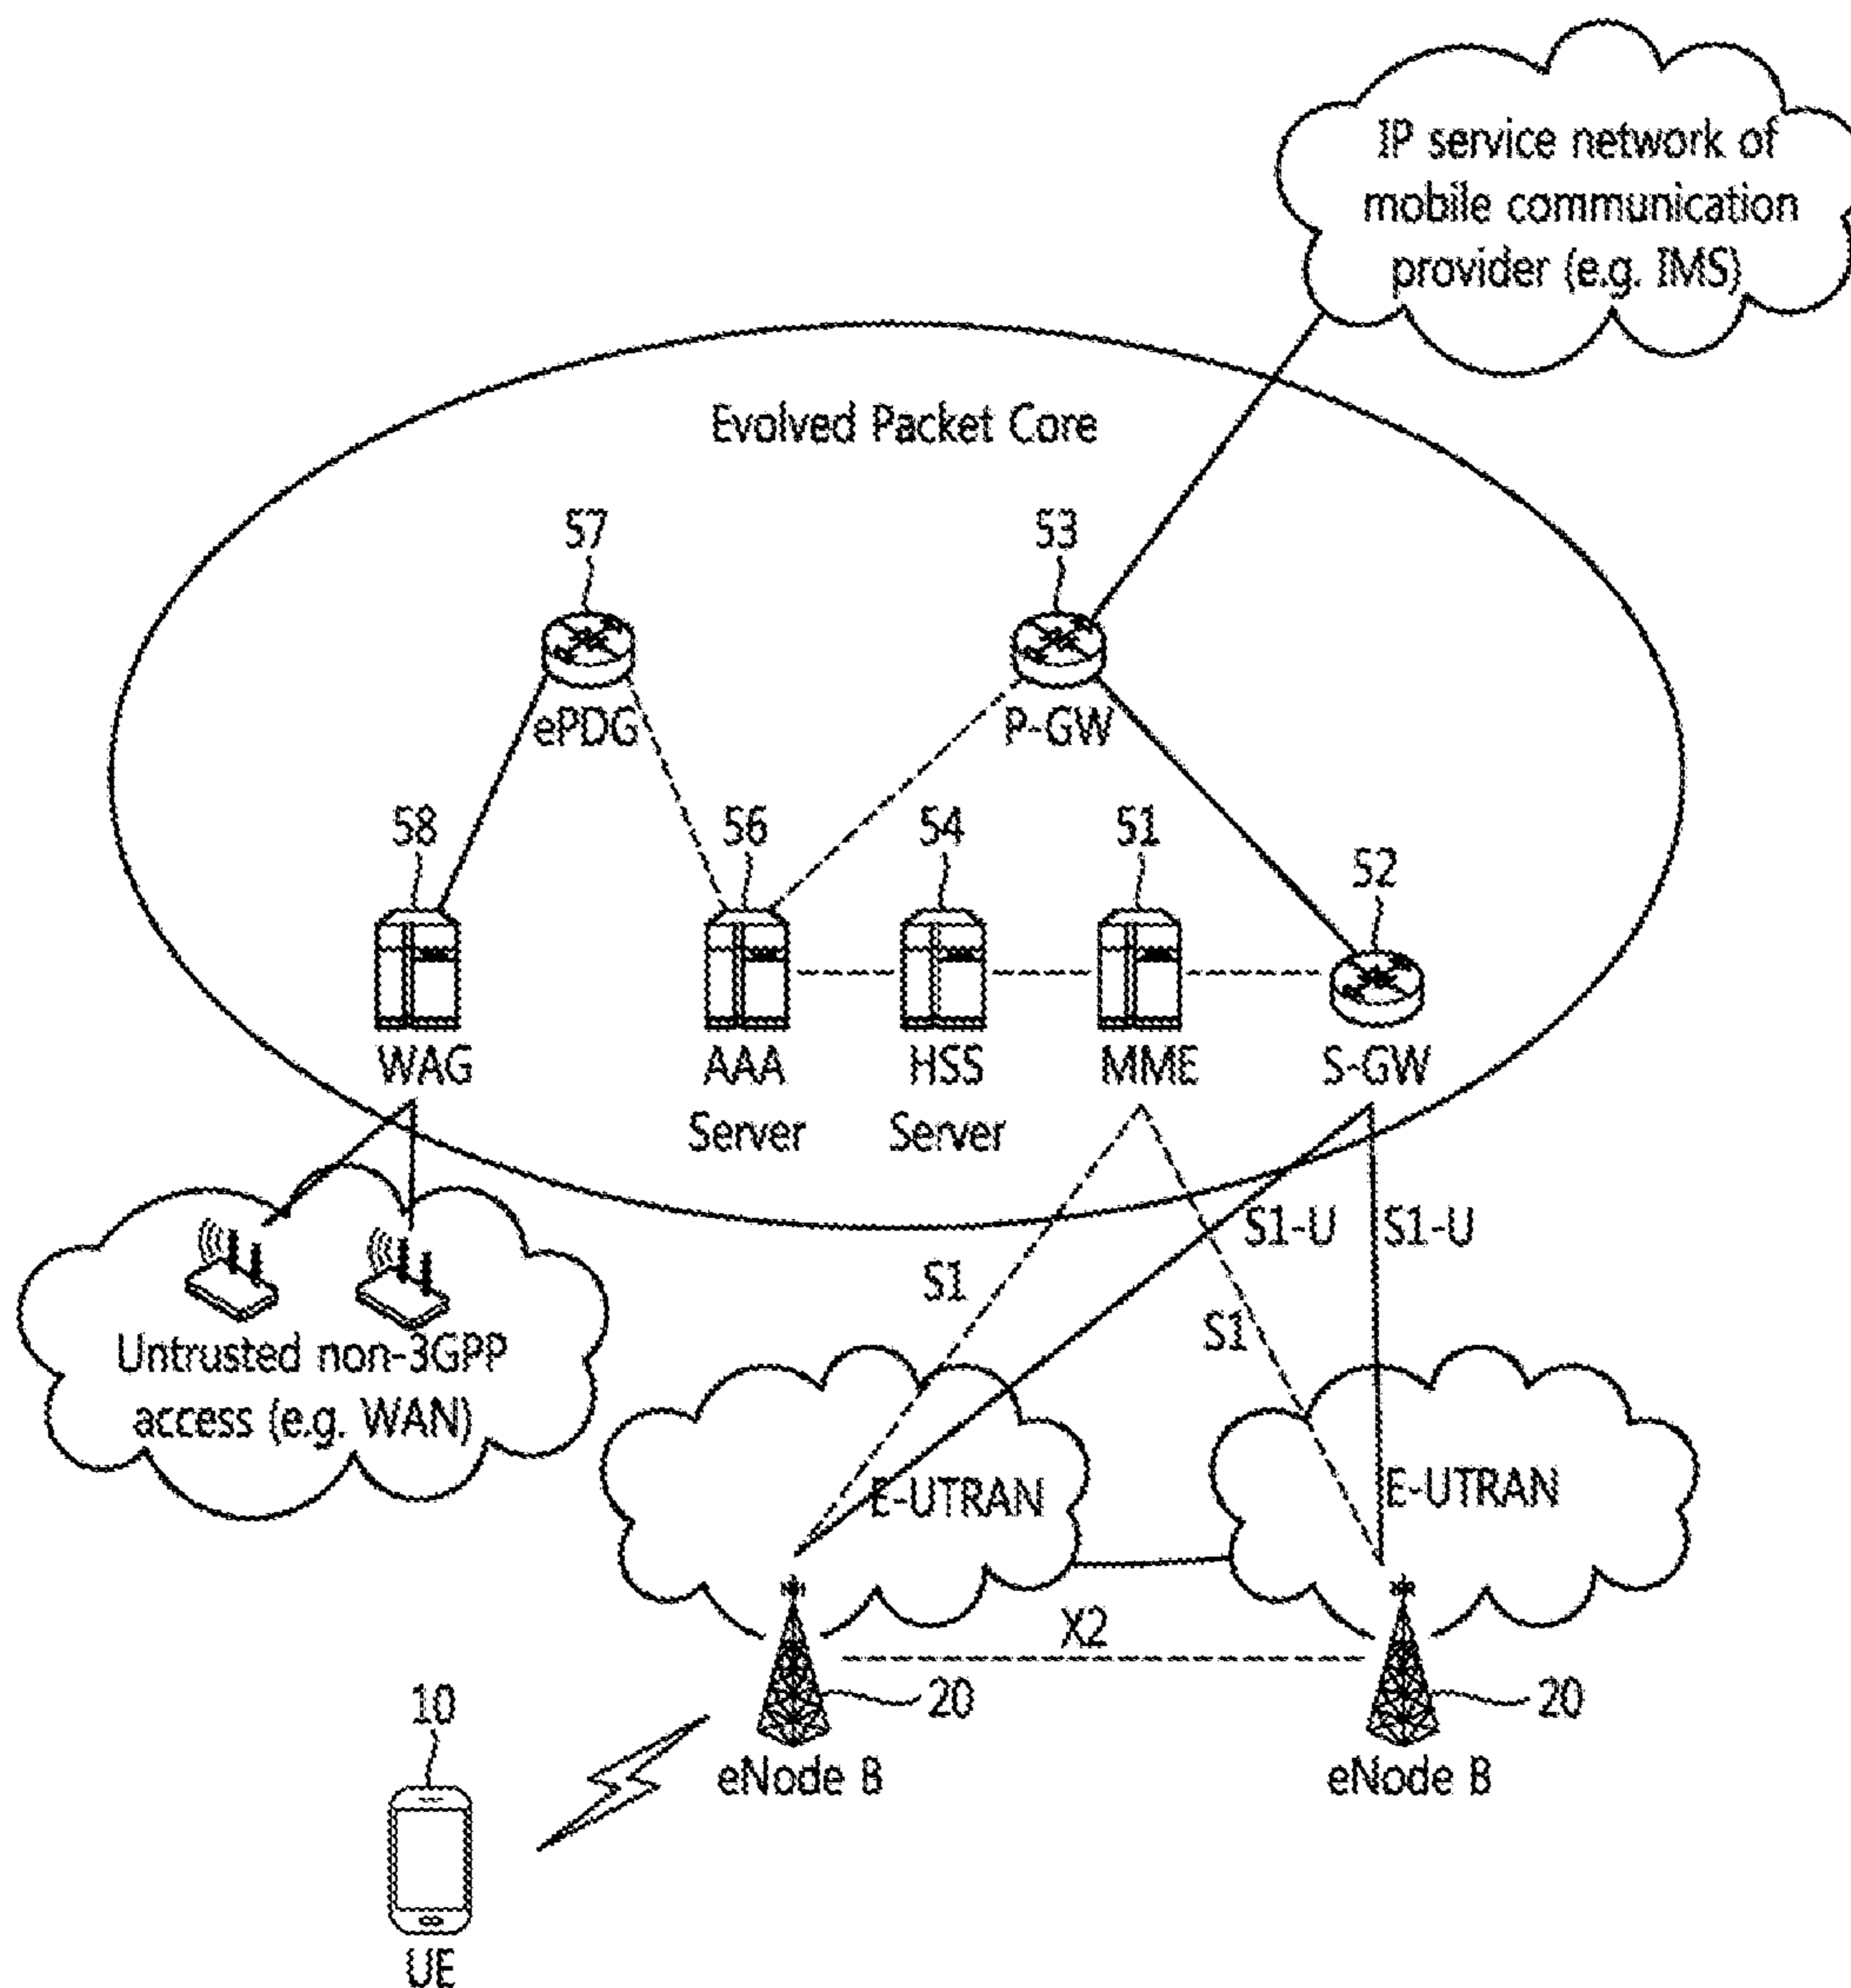 IP service network of
mobile communication
provider (e.g. IMS)
Evolved Packet Core
57
53
ePDG
P-GW
58
56
54
51
52
WAG
AAA
Server
HSS
Server
MME
S-GW
S1-U
S1-U
S1
S1
Untrusted non-3GPP
access (e.g. WAN)
E-UTRAN
E-UTRAN
X2
20
20
10
eNode B
eNode B
UE